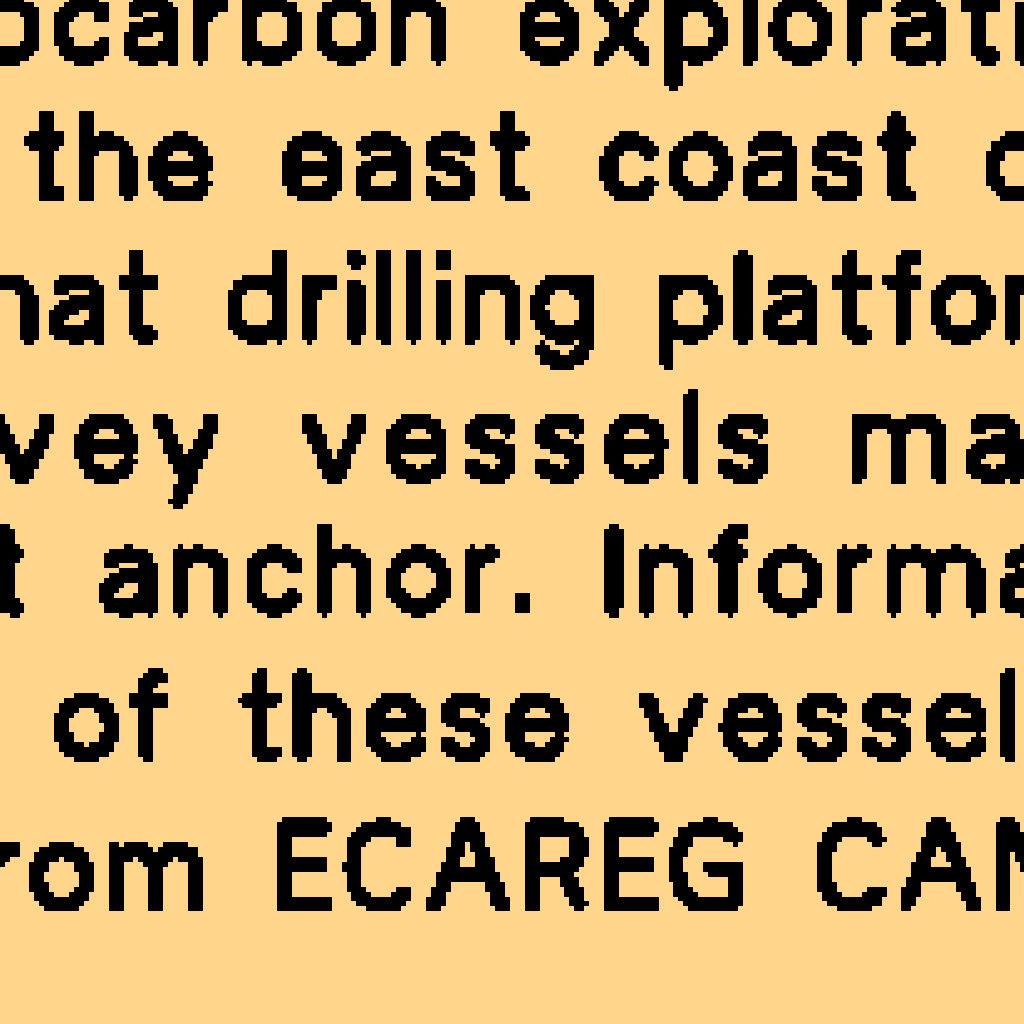 ocarbon explorati
the east coast o
hat drilling platfor
vey vessels ma
t anchor. Informa
of these vessel
rom ECAREG CAN